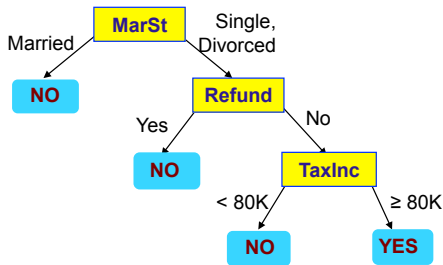 MarSt
Married
Single,
Divorced
NO
Refund
Yes
No
NO
TaxInc
< 80K
≥ 80K
NO
YES